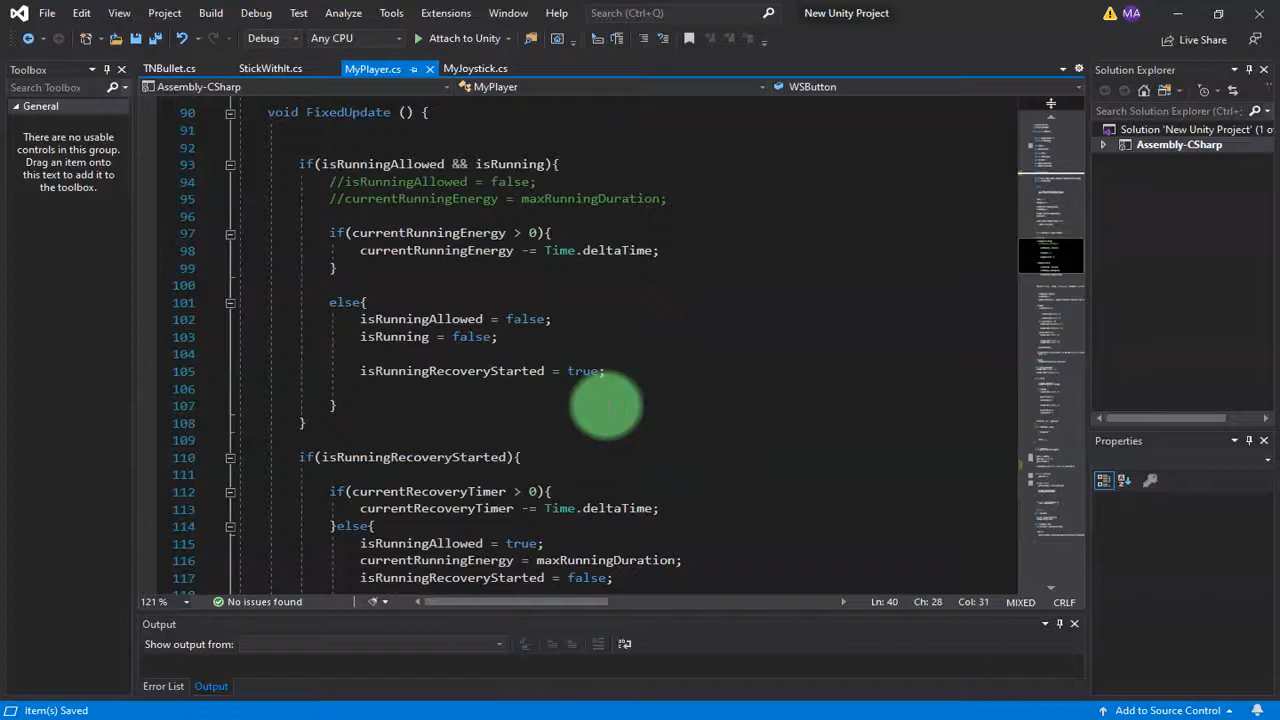 File Edit View Project Build Debug Test Analyze Tools Extensions Window Help Search (Ctrl+Q) New Unity Project MA
Debug Any CPU Attach to Unity Live Share
Toolbox TNBullet.cs StickWithIt.cs MyPlayer.cs MyJoystick.cs Solution Explorer
Search Toolbox Assembly-CSharp MyPlayer WSButton
General Search Solution Explorer
There are no usable controls in this group. Drag an item onto this text to add it to the toolbox.
Solution 'New Unity Project' (1 o
Assembly-CSharp
90 void FixedUpdate () {
91
92
93 if(isRunningAllowed && isRunning){
94 //isRunningAllowed = false;
95 //currentRunningEnergy = maxRunningDuration;
96
97 if(currentRunningEnergy > 0){
98 currentRunningEnergy -= Time.deltaTime;
99 }
100
101 else{
102 isRunningAllowed = false;
103 isRunning = false;
104
105 isRunningRecoveryStarted = true;
106
107 }
108 }
109
110 if(isRunningRecoveryStarted){
111
112 if(currentRecoveryTimer > 0){
113 currentRecoveryTimer -= Time.deltaTime;
114 }else{
115 isRunningAllowed = true;
116 currentRunningEnergy = maxRunningDuration;
117 isRunningRecoveryStarted = false;
Properties
121 % No issues found Ln: 40 Ch: 28 Col: 31 MIXED CRLF
Output
Show output from:
Error List Output
Item(s) Saved Add to Source Control